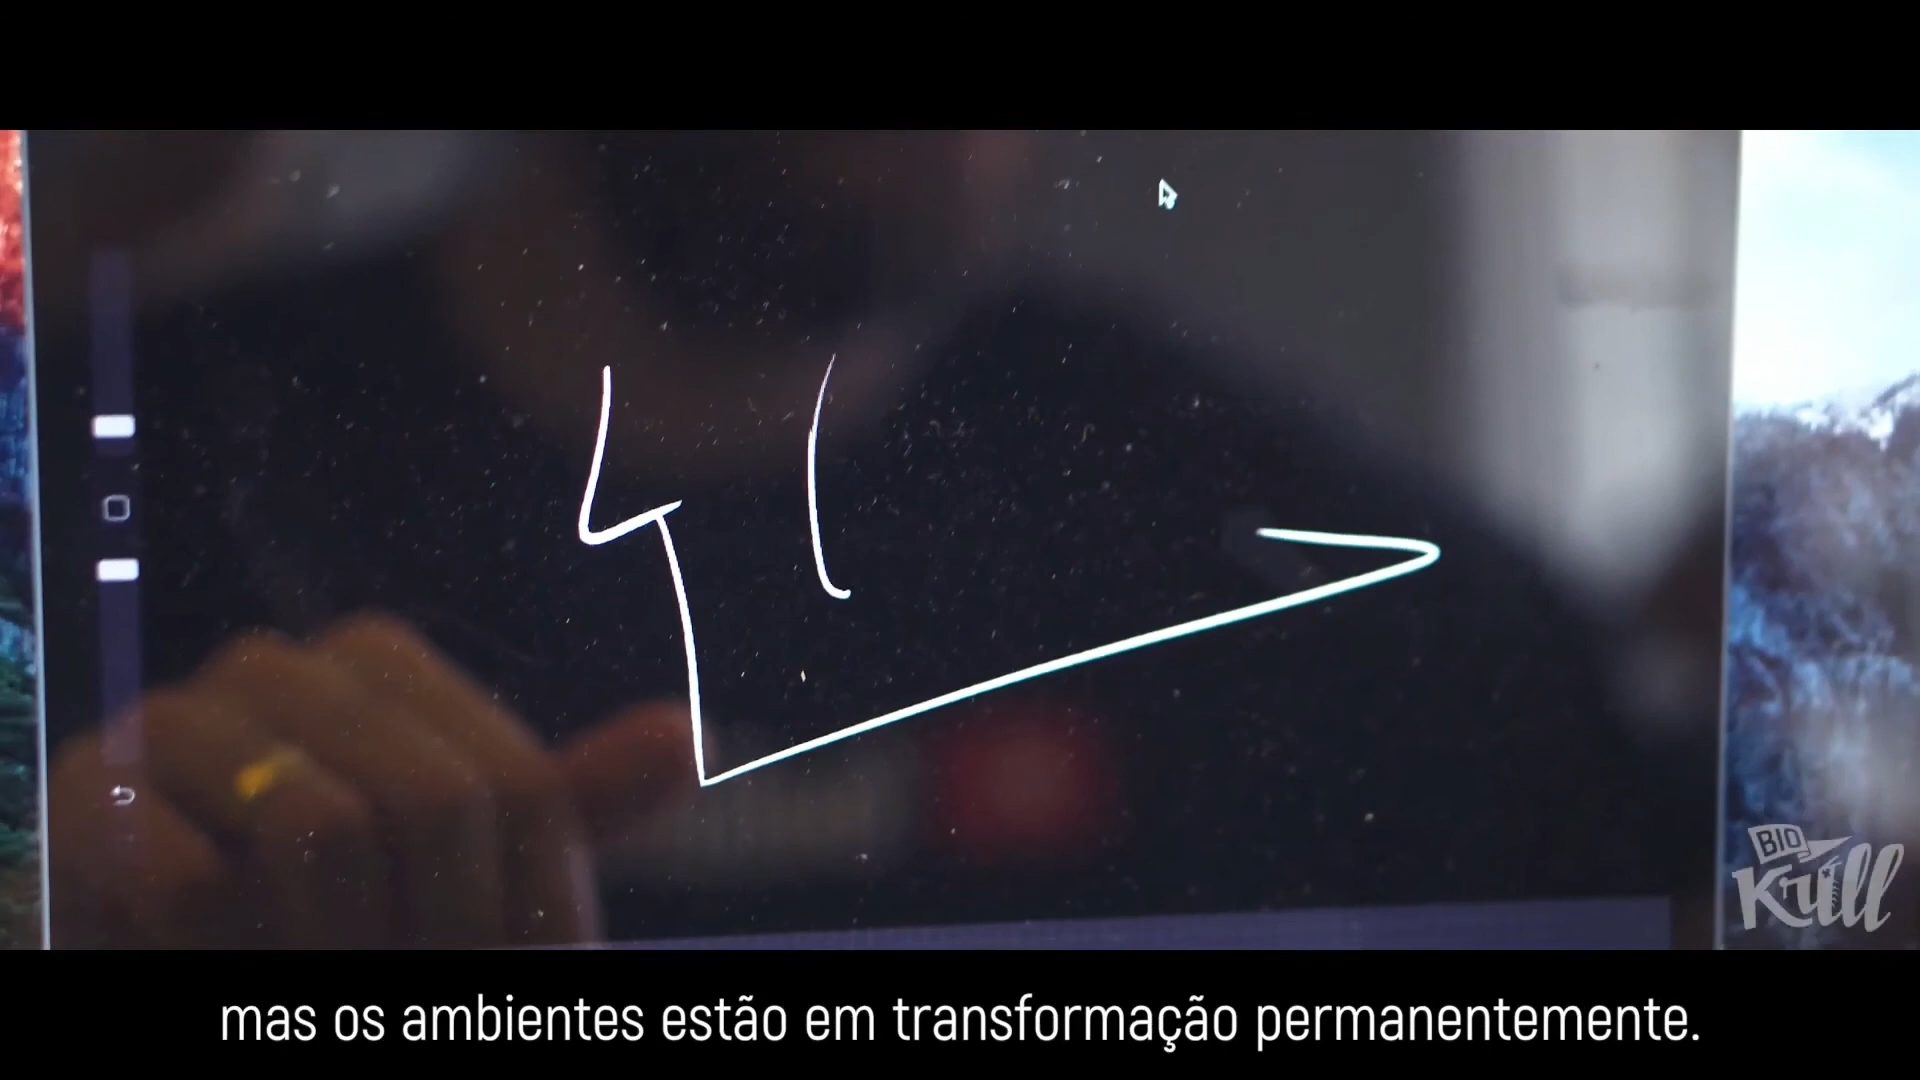 BIO
Krill
mas os ambientes estão em transformação permanentemente.